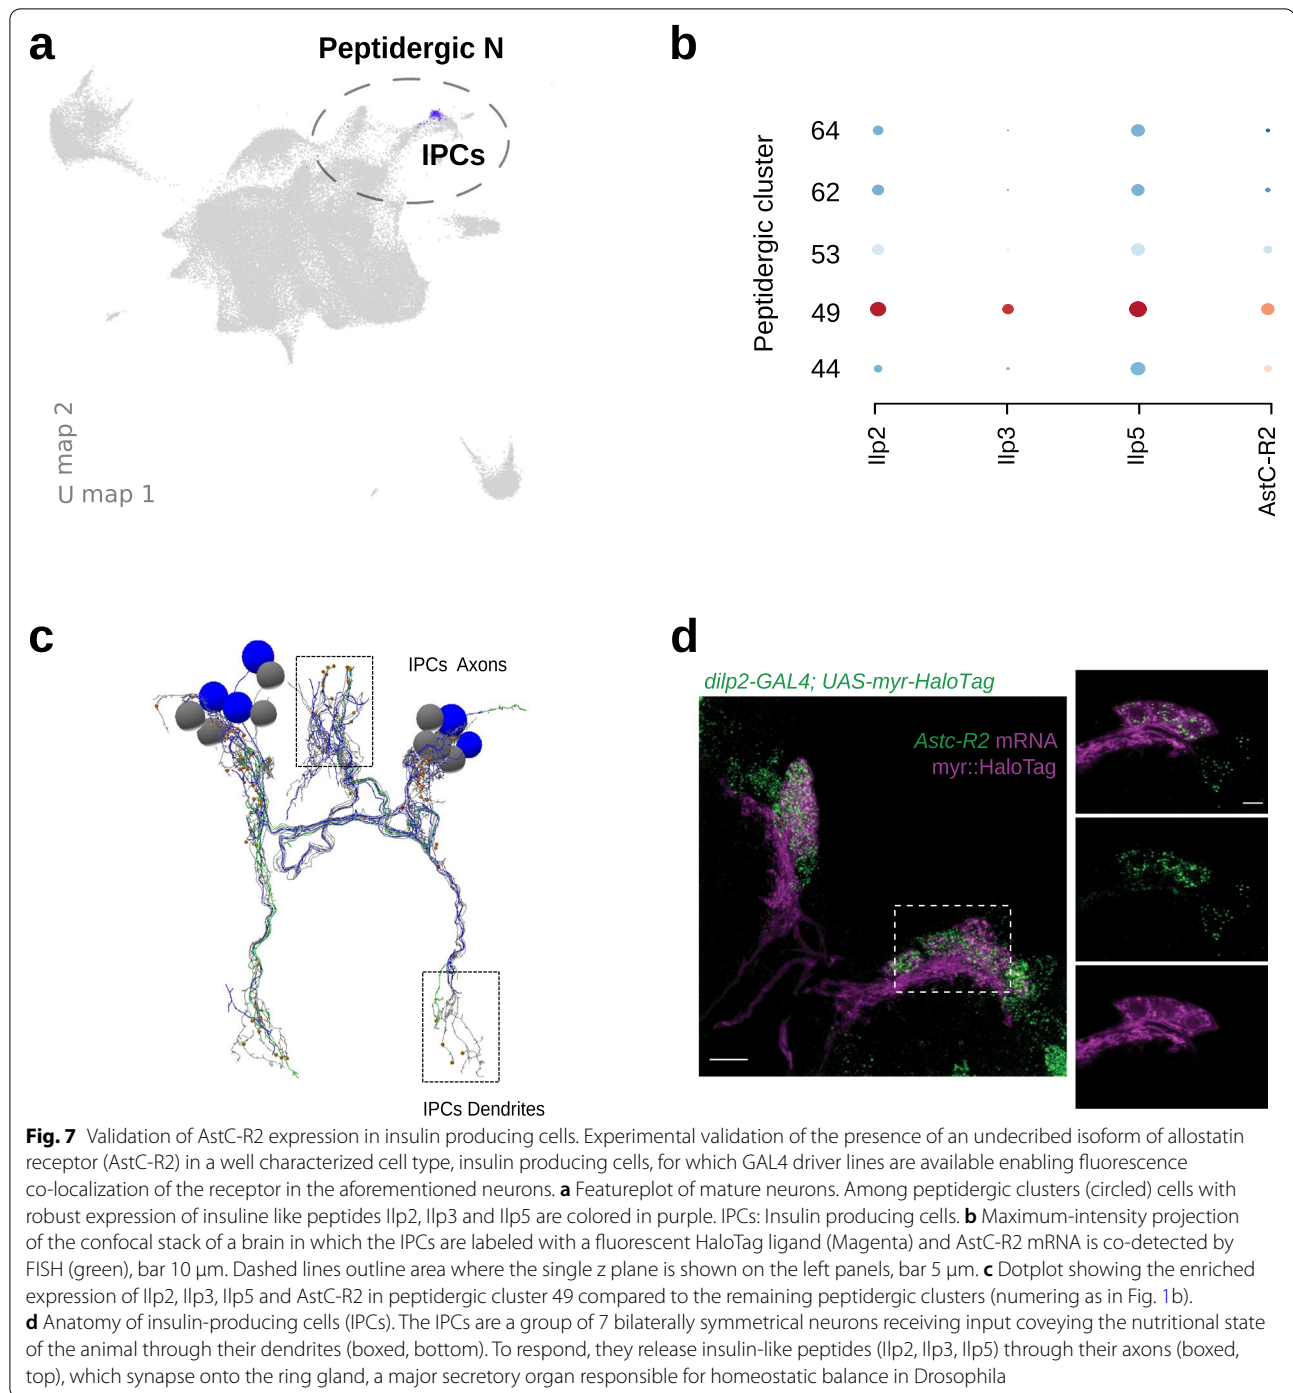 a
Peptidergic N
IPCs
U map 2
U map 1
b
Peptidergic cluster
64
62
53
49
44
Ilp2
Ilp3
Ilp5
AstC-R2
c
IPCs Axons
IPCs Dendrites
d
dilp2-GAL4; UAS-myr-HaloTag
Astc-R2 mRNA
myr::HaloTag
Fig. 7 Validation of AstC-R2 expression in insulin producing cells. Experimental validation of the presence of an undecribed isoform of allostatin
receptor (AstC-R2) in a well characterized cell type, insulin producing cells, for which GAL4 driver lines are available enabling fluorescence
co-localization of the receptor in the aforementioned neurons. a Featureplot of mature neurons. Among peptidergic clusters (circled) cells with
robust expression of insuline like peptides Ilp2, Ilp3 and Ilp5 are colored in purple. IPCs: Insulin producing cells. b Maximum-intensity projection
of the confocal stack of a brain in which the IPCs are labeled with a fluorescent HaloTag ligand (Magenta) and AstC-R2 mRNA is co-detected by
FISH (green), bar 10 µm. Dashed lines outline area where the single z plane is shown on the left panels, bar 5 µm. c Dotplot showing the enriched
expression of Ilp2, Ilp3, Ilp5 and AstC-R2 in peptidergic cluster 49 compared to the remaining peptidergic clusters (numbering as in Fig. 1b).
d Anatomy of insulin-producing cells (IPCs). The IPCs are a group of 7 bilaterally symmetrical neurons receiving input coveying the nutritional state
of the animal through their dendrites (boxed, bottom). To respond, they release insulin-like peptides (Ilp2, Ilp3, Ilp5) through their axons (boxed,
top), which synapse onto the ring gland, a major secretory organ responsible for homeostatic balance in Drosophila